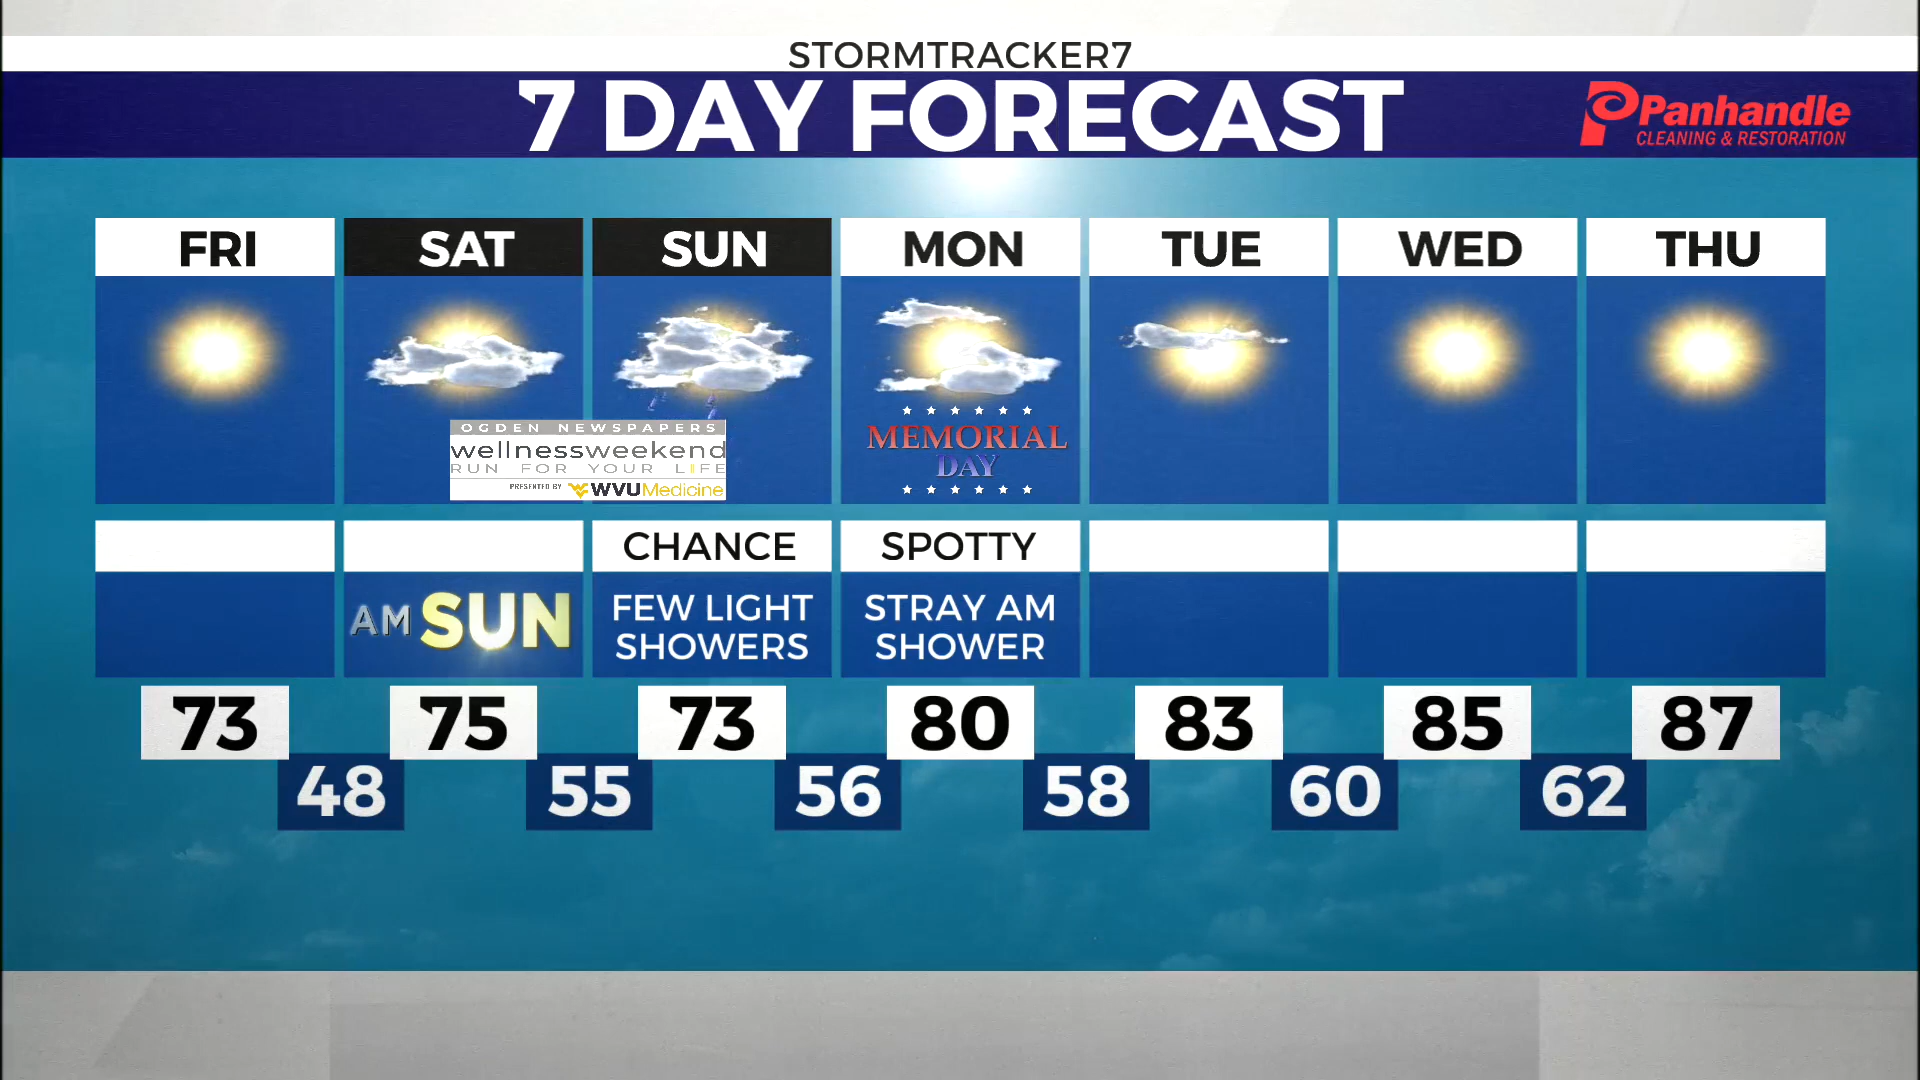 STORMTRACKER7
7 DAY FORECAST
Panhandle
CLEANING & RESTORATION
FRI
SAT
SUN
MON
TUE
WED
THU
OGDEN NEWSPAPERS
wellnessweekend
RUN FOR YOUR LIFE
PRESENTED BY WVUMedicine
MEMORIAL
DAY
AM SUN
CHANCE
FEW LIGHT
SHOWERS
SPOTTY
STRAY AM
SHOWER
73
75
73
80
83
85
87
48
55
56
58
60
62